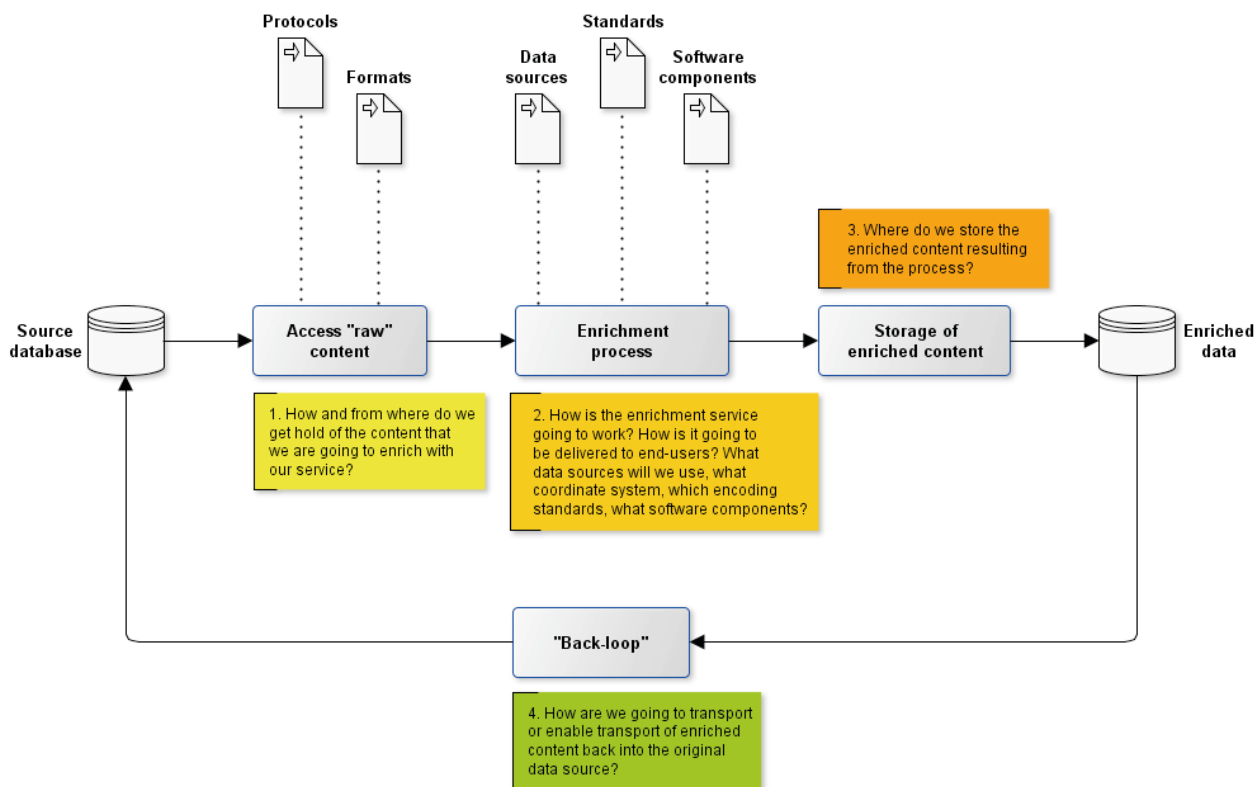 Protocols
Formats
Standards
Data
sources
Software
components
3. Where do we store the
enriched content resulting
from the process?
Source
database
Access "raw"
content
Enrichment
process
Storage of
enriched content
Enriched
data
1. How and from where do we
get hold of the content that
we are going to enrich with
our service?
2. How is the enrichment service
going to work? How is it going to
be delivered to end-users? What
data sources will we use, what
coordinate system, which encoding
standards, what software components?
"Back-loop"
4. How are we going to transport
or enable transport of enriched
content back into the original
data source?